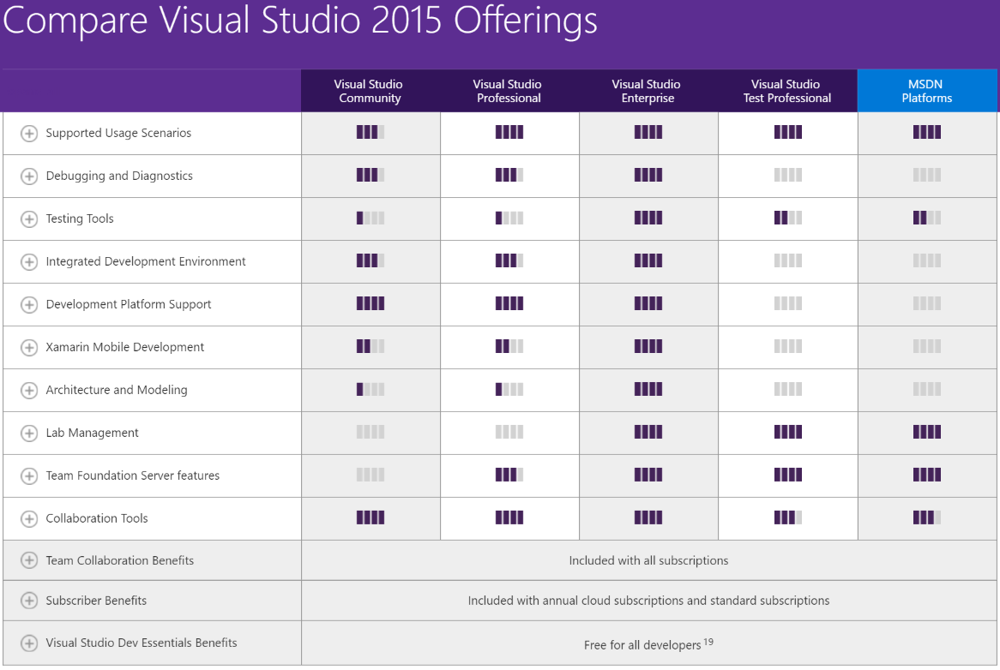 Compare Visual Studio 2015 Offerings
Visual Studio Community
Visual Studio Professional
Visual Studio Enterprise
Visual Studio Test Professional
MSDN Platforms
Supported Usage Scenarios
Debugging and Diagnostics
Testing Tools
Integrated Development Environment
Development Platform Support
Xamarin Mobile Development
Architecture and Modeling
Lab Management
Team Foundation Server features
Collaboration Tools
Team Collaboration Benefits
Included with all subscriptions
Subscriber Benefits
Included with annual cloud subscriptions and standard subscriptions
Visual Studio Dev Essentials Benefits
Free for all developers 19